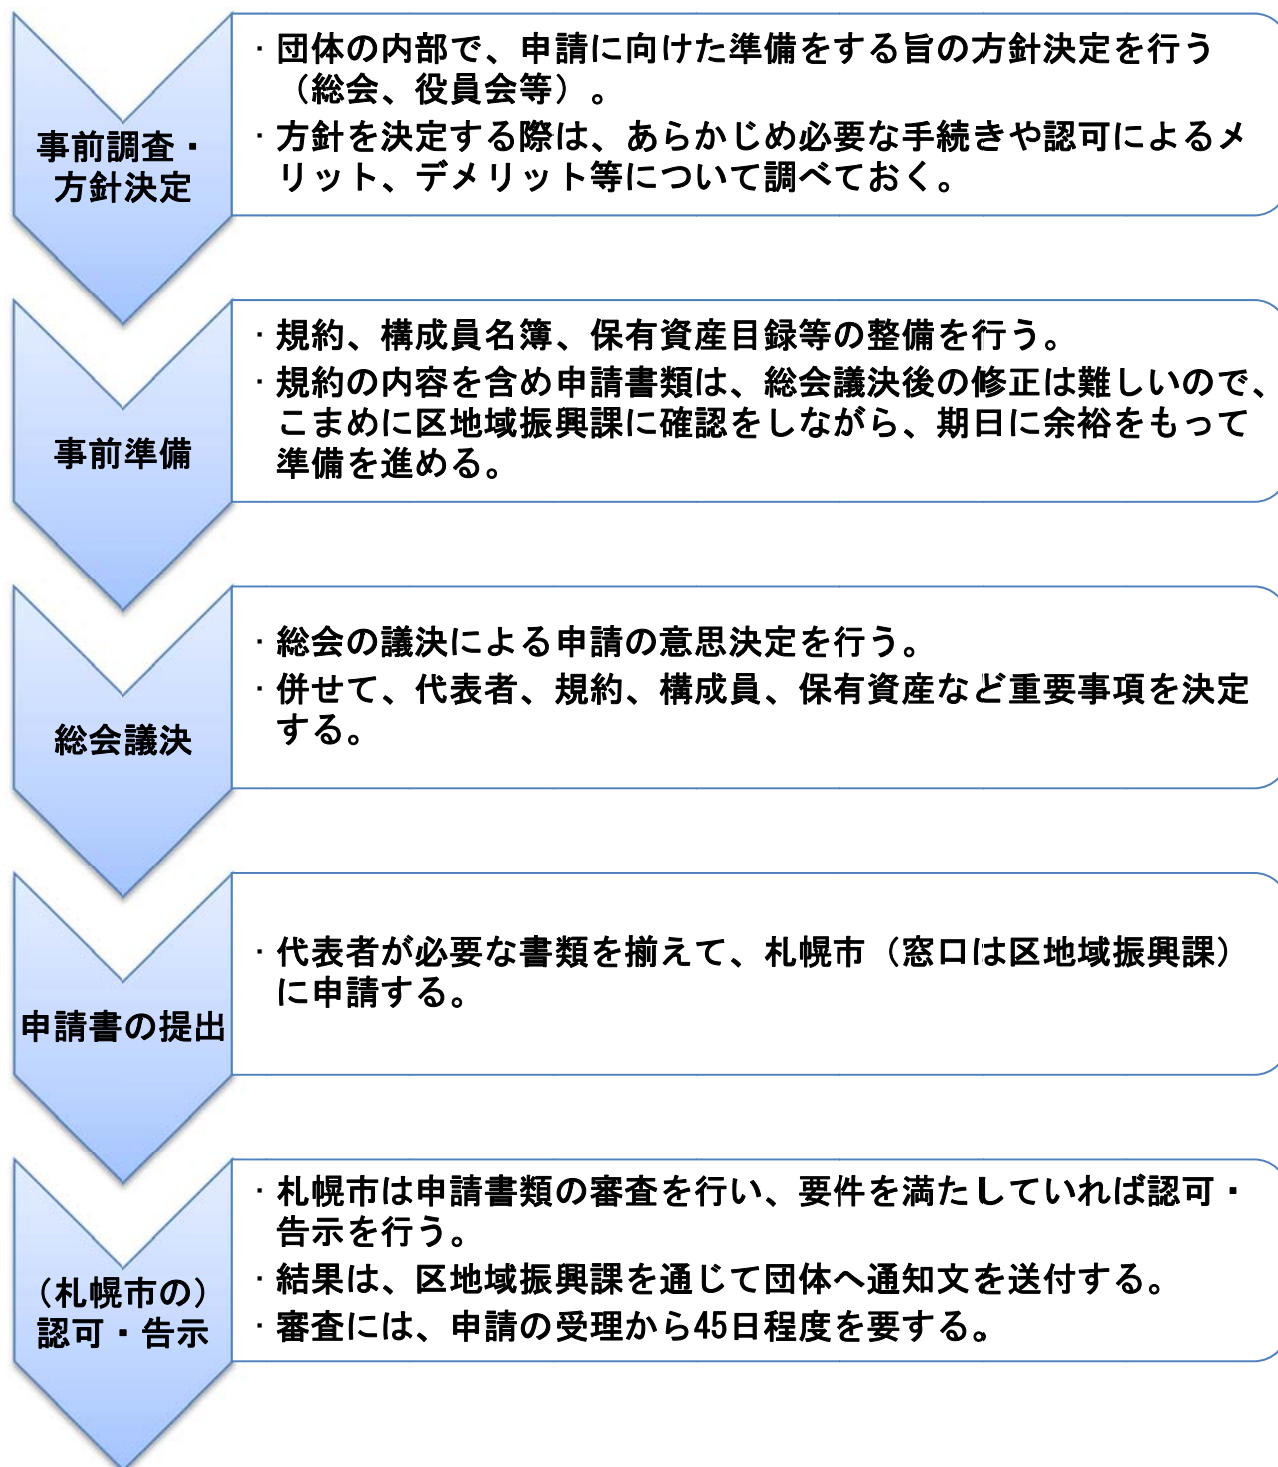 事前調査・
方針決定
・団体の内部で、申請に向けた準備をする旨の方針決定を行う
（総会、役員会等）。
・方針を決定する際は、あらかじめ必要な手続きや認可によるメ
リット、デメリット等について調べておく。
事前準備
・規約、構成員名簿、保有資産目録等の整備を行う。
・規約の内容を含め申請書類は、総会議決後の修正は難しいので、
こまめに区地域振興課に確認をしながら、期日に余裕をもって
準備を進める。
総会議決
・総会の議決による申請の意思決定を行う。
・併せて、代表者、規約、構成員、保有資産など重要事項を決定
する。
申請書の提出
・代表者が必要な書類を揃えて、札幌市（窓口は区地域振興課）
に申請する。
（札幌市の）
認可・告示
・札幌市は申請書類の審査を行い、要件を満たしていれば認可・
告示を行う。
・結果は、区地域振興課を通じて団体へ通知文を送付する。
・審査には、申請の受理から45日程度を要する。